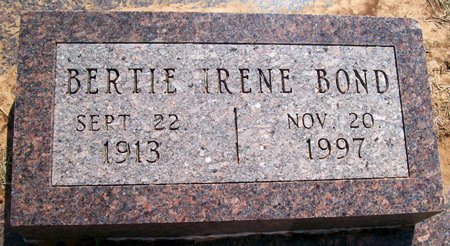 BERTIE IRENE BOND
SEPT. 22. | NOV 20.
1913 | 1997